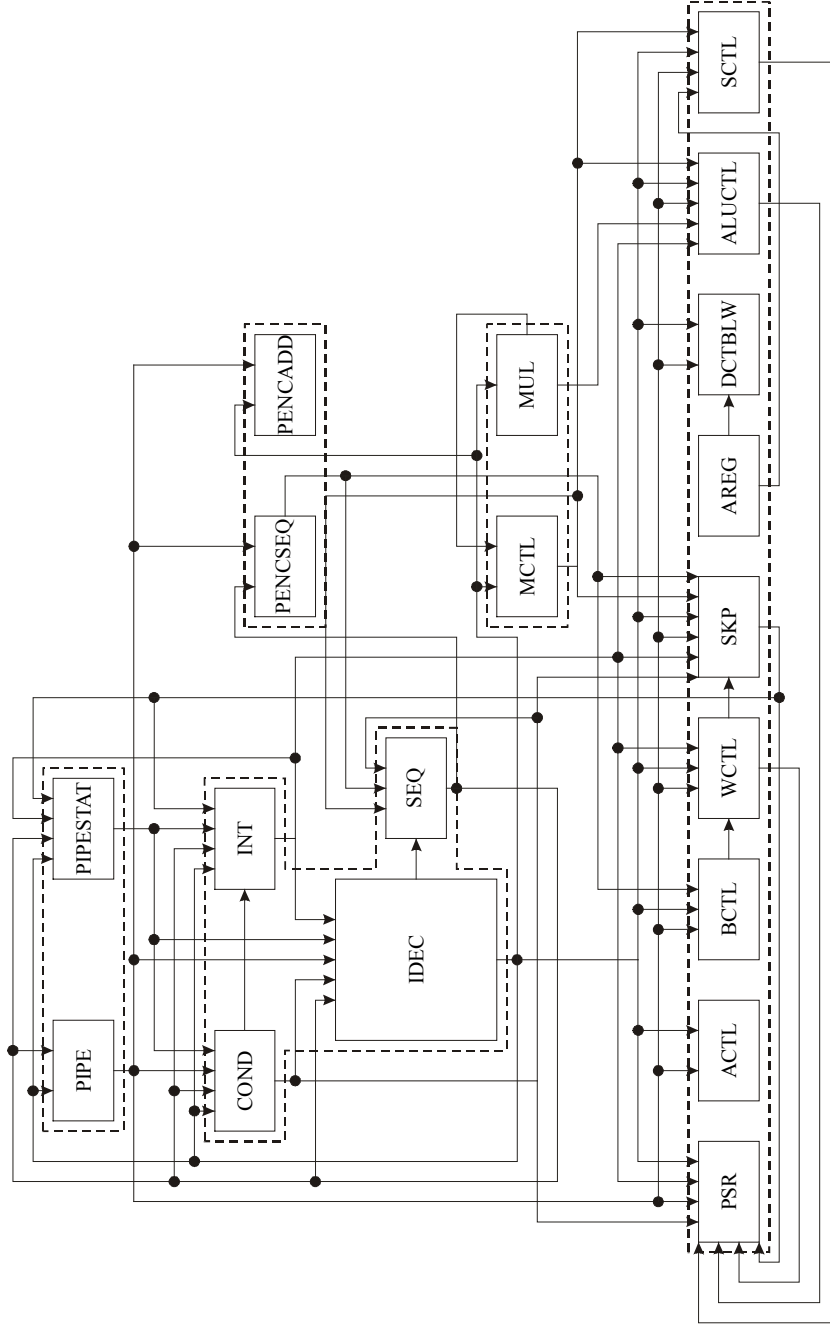 PIPE
PIPESTAT
COND
INT
IDEC
SEQ
PENCSEQ
PENCADD
MCTL
MUL
PSR
ACTL
BCTL
WCTL
SKP
AREG
DCTBLW
ALUCTL
SCTL